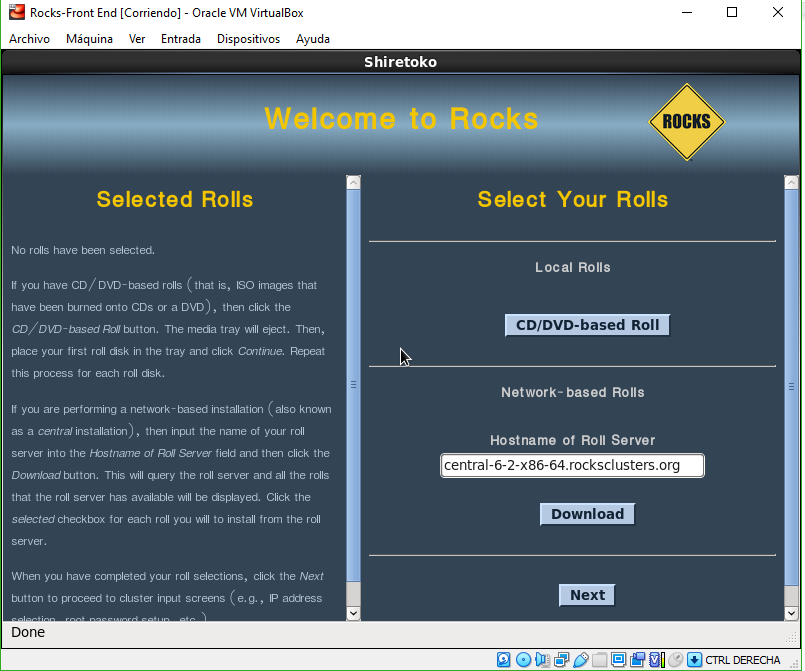 Rocks-Front End [Corriendo] - Oracle VM VirtualBox
Archivo Máquina Ver Entrada Dispositivos Ayuda
Shiretoko
Welcome to Rocks
ROCKS
Selected Rolls
No rolls have been selected.
If you have CD/DVD-based rolls (that is, ISO images that
have been burned onto CDs or a DVD), then click the
CD/DVD-based Roll button. The media tray will eject. Then,
place your first roll disk in the tray and click Continue. Repeat
this process for each roll disk.
If you are performing a network-based installation (also known
as a central installation), then input the name of your roll
server into the Hostname of Roll Server field and then click the
Download button. This will query the roll server and all the rolls
that the roll server has available will be displayed. Click the
selected checkbox for each roll you will to install from the roll
server.
When you have completed your roll selections, click the Next
button to proceed to cluster input screens (e.g., IP address
selection, root password setup, etc.)
Select Your Rolls
Local Rolls
CD/DVD-based Roll
Network-based Rolls
Hostname of Roll Server
central-6-2-x86-64.rocksclusters.org
Download
Next
Done
CTRL DERECHA